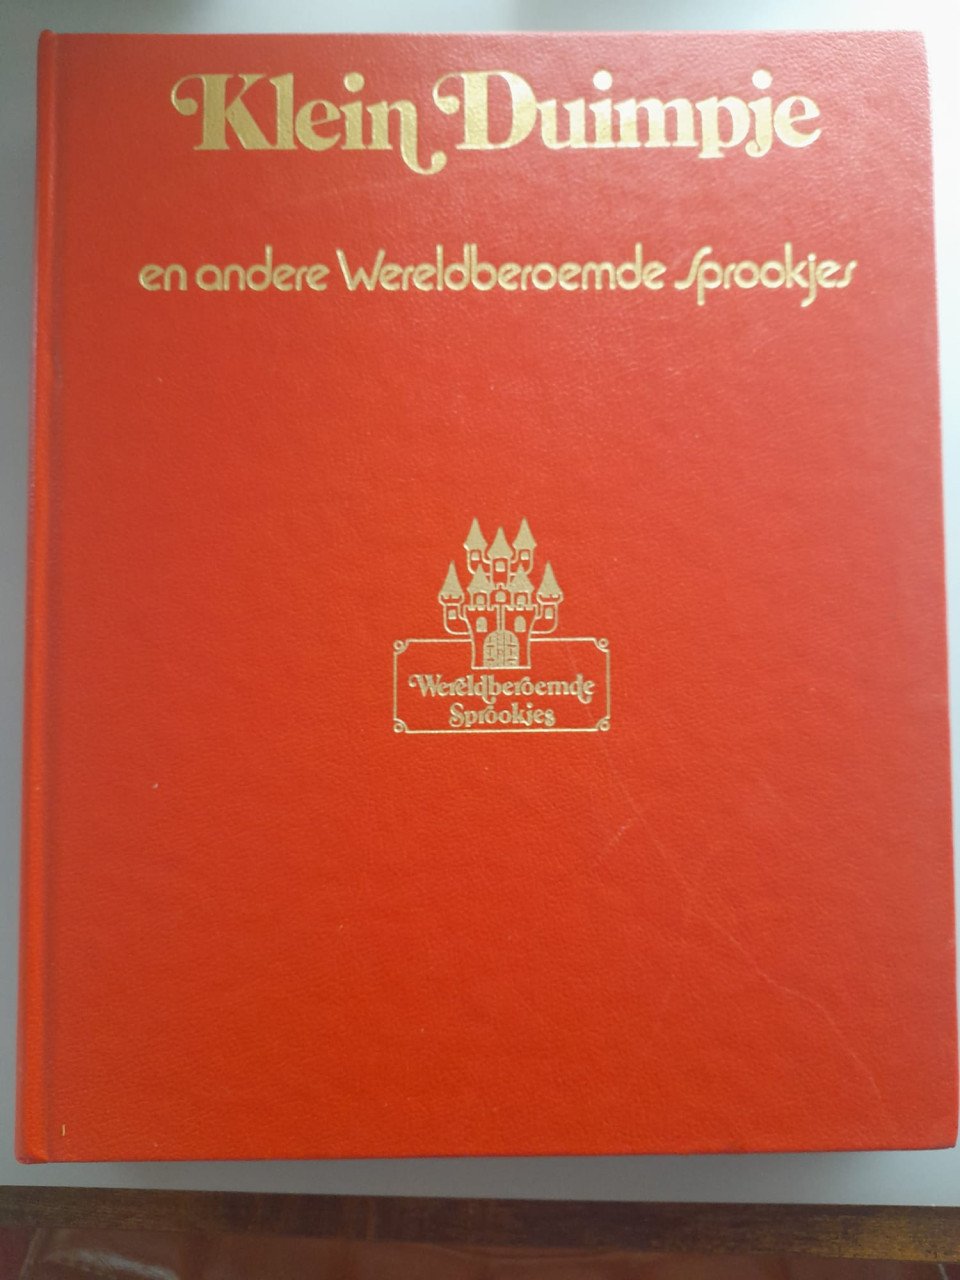 Klein Duimpje
en andere Wereldberoemde Sprookjes
Wereldberoemde
Sprookjes